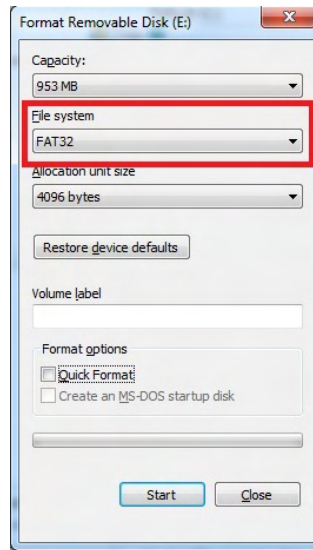 Format Removable Disk (E:)
x
Capacity:
953 MB
File system
FAT32
Allocation unit size
4096 bytes
Restore device defaults
Volume label
Format options
Quick Format
Create an MS-DOS startup disk
Start
Close